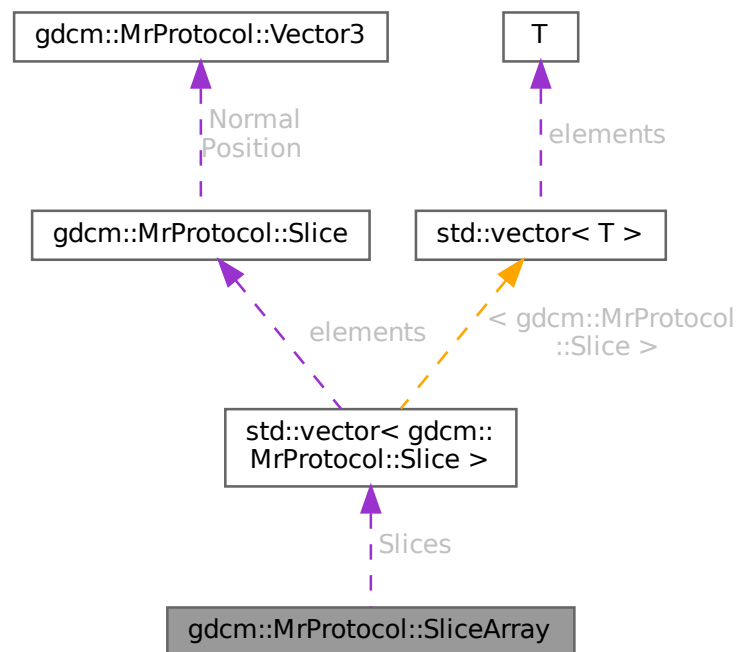 gdcm::MrProtocol::Vector3
T
Normal
Position
elements
gdcm::MrProtocol::Slice
std::vector< T >
elements
< gdcm::MrProtocol
::Slice >
std::vector< gdcm::
MrProtocol::Slice >
Slices
gdcm::MrProtocol::SliceArray